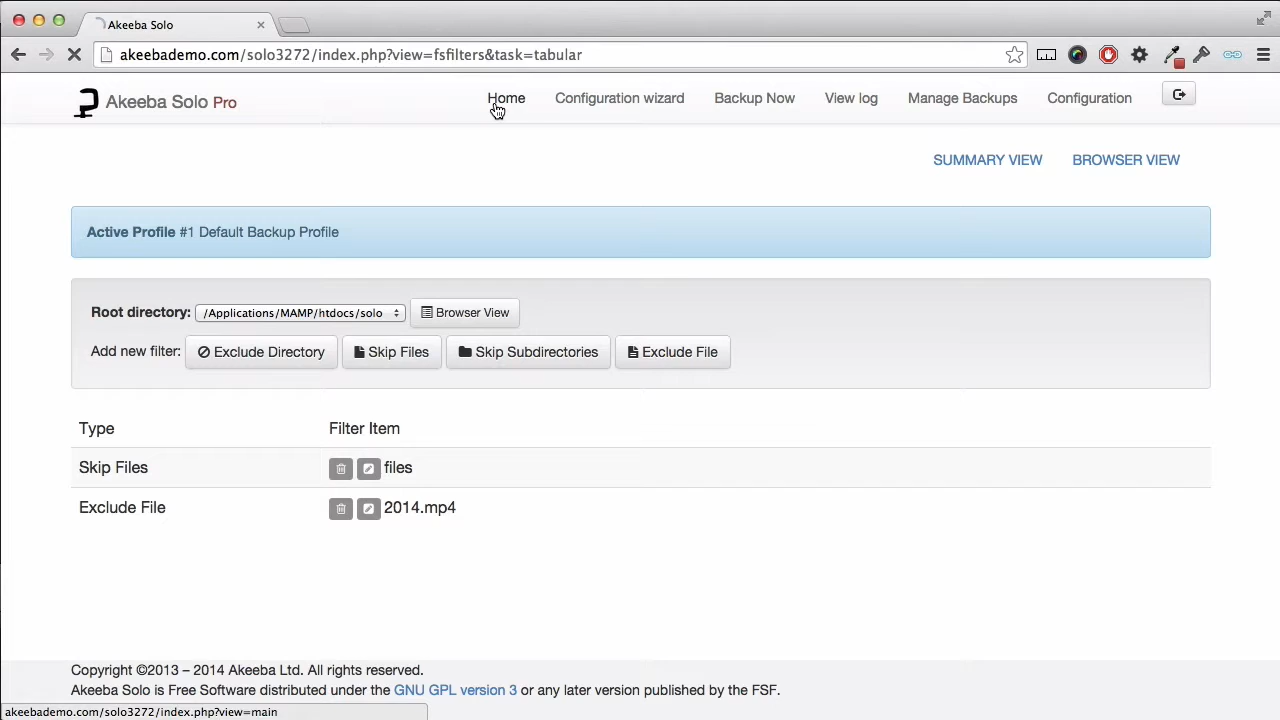 Akeeba Solo
akeebademo.com/solo3272/index.php?view=fsfilters&task=tabular
Akeeba Solo Pro
Home
Configuration wizard
Backup Now
View log
Manage Backups
Configuration
SUMMARY VIEW
BROWSER VIEW
Active Profile #1 Default Backup Profile
Root directory: /Applications/MAMP/htdocs/solo Browser View
Add new filter: Exclude Directory Skip Files Skip Subdirectories Exclude File
Type Filter Item
Skip Files files
Exclude File 2014.mp4
Copyright ©2013 – 2014 Akeeba Ltd. All rights reserved.
Akeeba Solo is Free Software distributed under the GNU GPL version 3 or any later version published by the FSF.
akeebademo.com/solo3272/index.php?view=main